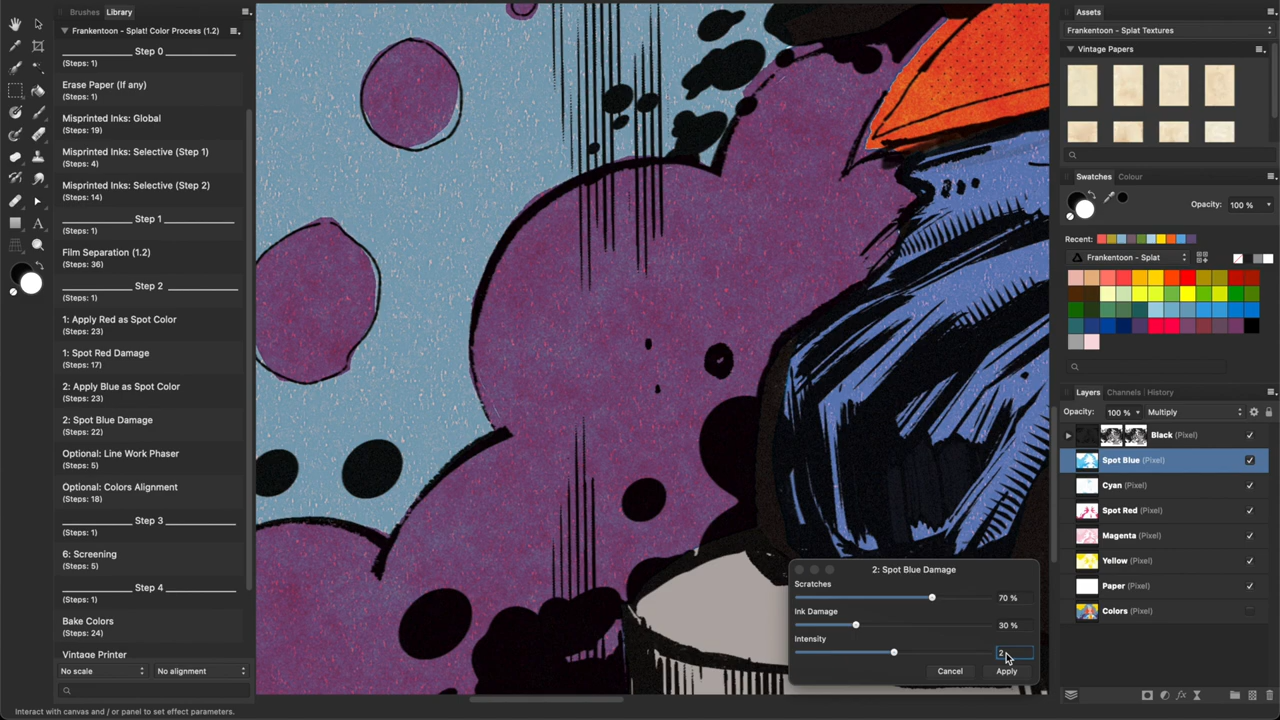 Brushes Library
Frankentoon - Splat! Color Process (1.2)
Step 0
(Steps: 1)
Erase Paper (If any)
(Steps: 1)
Misprinted Inks: Global
(Steps: 19)
Misprinted Inks: Selective (Step 1)
(Steps: 4)
Misprinted Inks: Selective (Step 2)
(Steps: 14)
Step 1
(Steps: 1)
Film Separation (1.2)
(Steps: 36)
Step 2
(Steps: 1)
1: Apply Red as Spot Color
(Steps: 23)
1: Spot Red Damage
(Steps: 17)
2: Apply Blue as Spot Color
(Steps: 23)
2: Spot Blue Damage
(Steps: 22)
Optional: Line Work Phaser
(Steps: 5)
Optional: Colors Alignment
(Steps: 18)
Step 3
(Steps: 1)
6: Screening
(Steps: 5)
Step 4
(Steps: 1)
Bake Colors
(Steps: 24)
Vintage Printer
No scale No alignment
Interact with canvas and / or panel to set effect parameters.
2: Spot Blue Damage
Scratches
70 %
Ink Damage
30 %
Intensity
2
Cancel Apply
Assets
Frankentoon - Splat Textures
Vintage Papers
Swatches Colour
Opacity: 100 %
Recent:
Frankentoon - Splat
Layers Channels History
Opacity: 100 % Multiply
Black (Pixel)
Spot Blue (Pixel)
Cyan (Pixel)
Spot Red (Pixel)
Magenta (Pixel)
Yellow (Pixel)
Paper (Pixel)
Colors (Pixel)